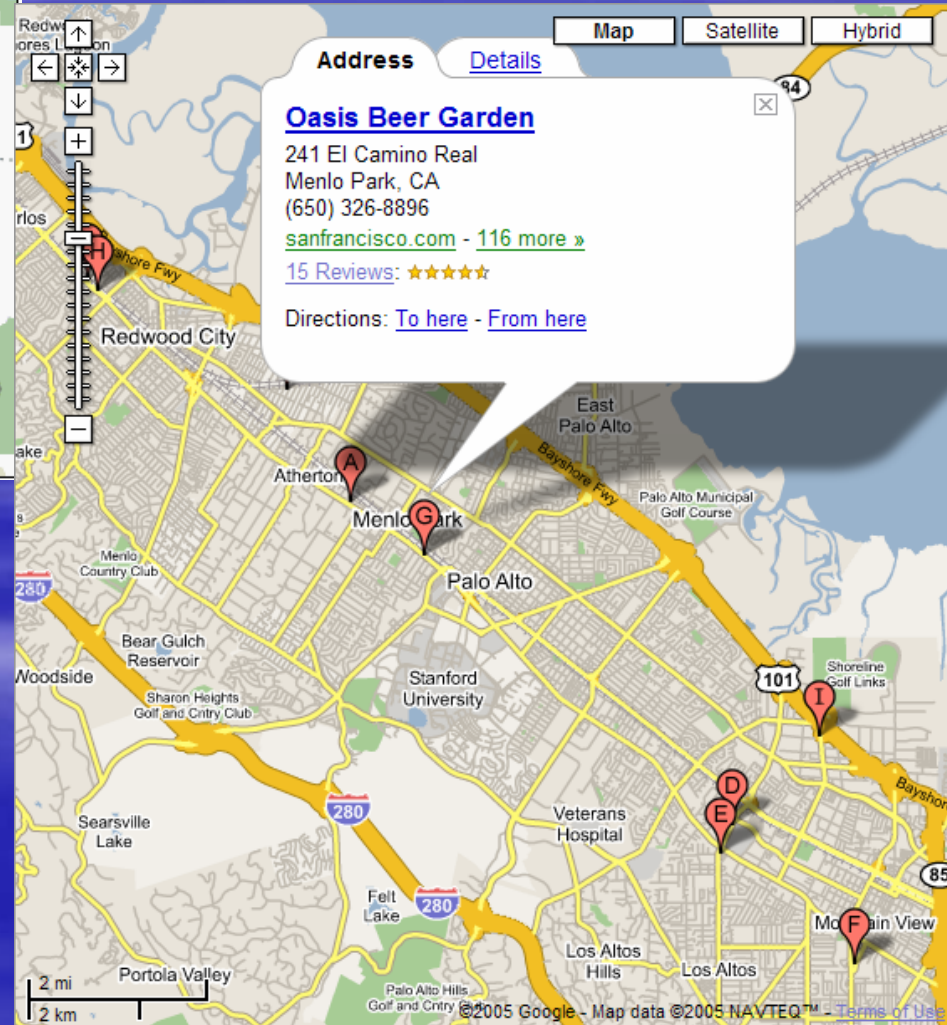 Map Satellite Hybrid
Address Details
84
Oasis Beer Garden
241 El Camino Real
Menlo Park, CA
(650) 326-8896
sanfrancisco.com - 116 more »
15 Reviews:
Directions: To here - From here
H
Bayshore Fwy
Redwood City
East
Palo Alto
Bayshore Fwy
A
Atherton
Palo Alto Municipal
Golf Course
G
Menlo Park
Menlo
Country Club
280
Palo Alto
Bear Gulch
Reservoir
Woodside
Stanford
University
101
Shoreline
Golf Links
Sharon Heights
Golf and Cntry Club
I
280
D
E
Searsville
Lake
Veterans
Hospital
Bayshor
85
Felt
Lake
280
F
Mountain View
Los Altos
Hills
Los Altos
Portola Valley
2 mi
2 km
Palo Alto Hills
Golf and Cntry
©2005 Google - Map data ©2005 NAVTEQ™ - Terms of Use